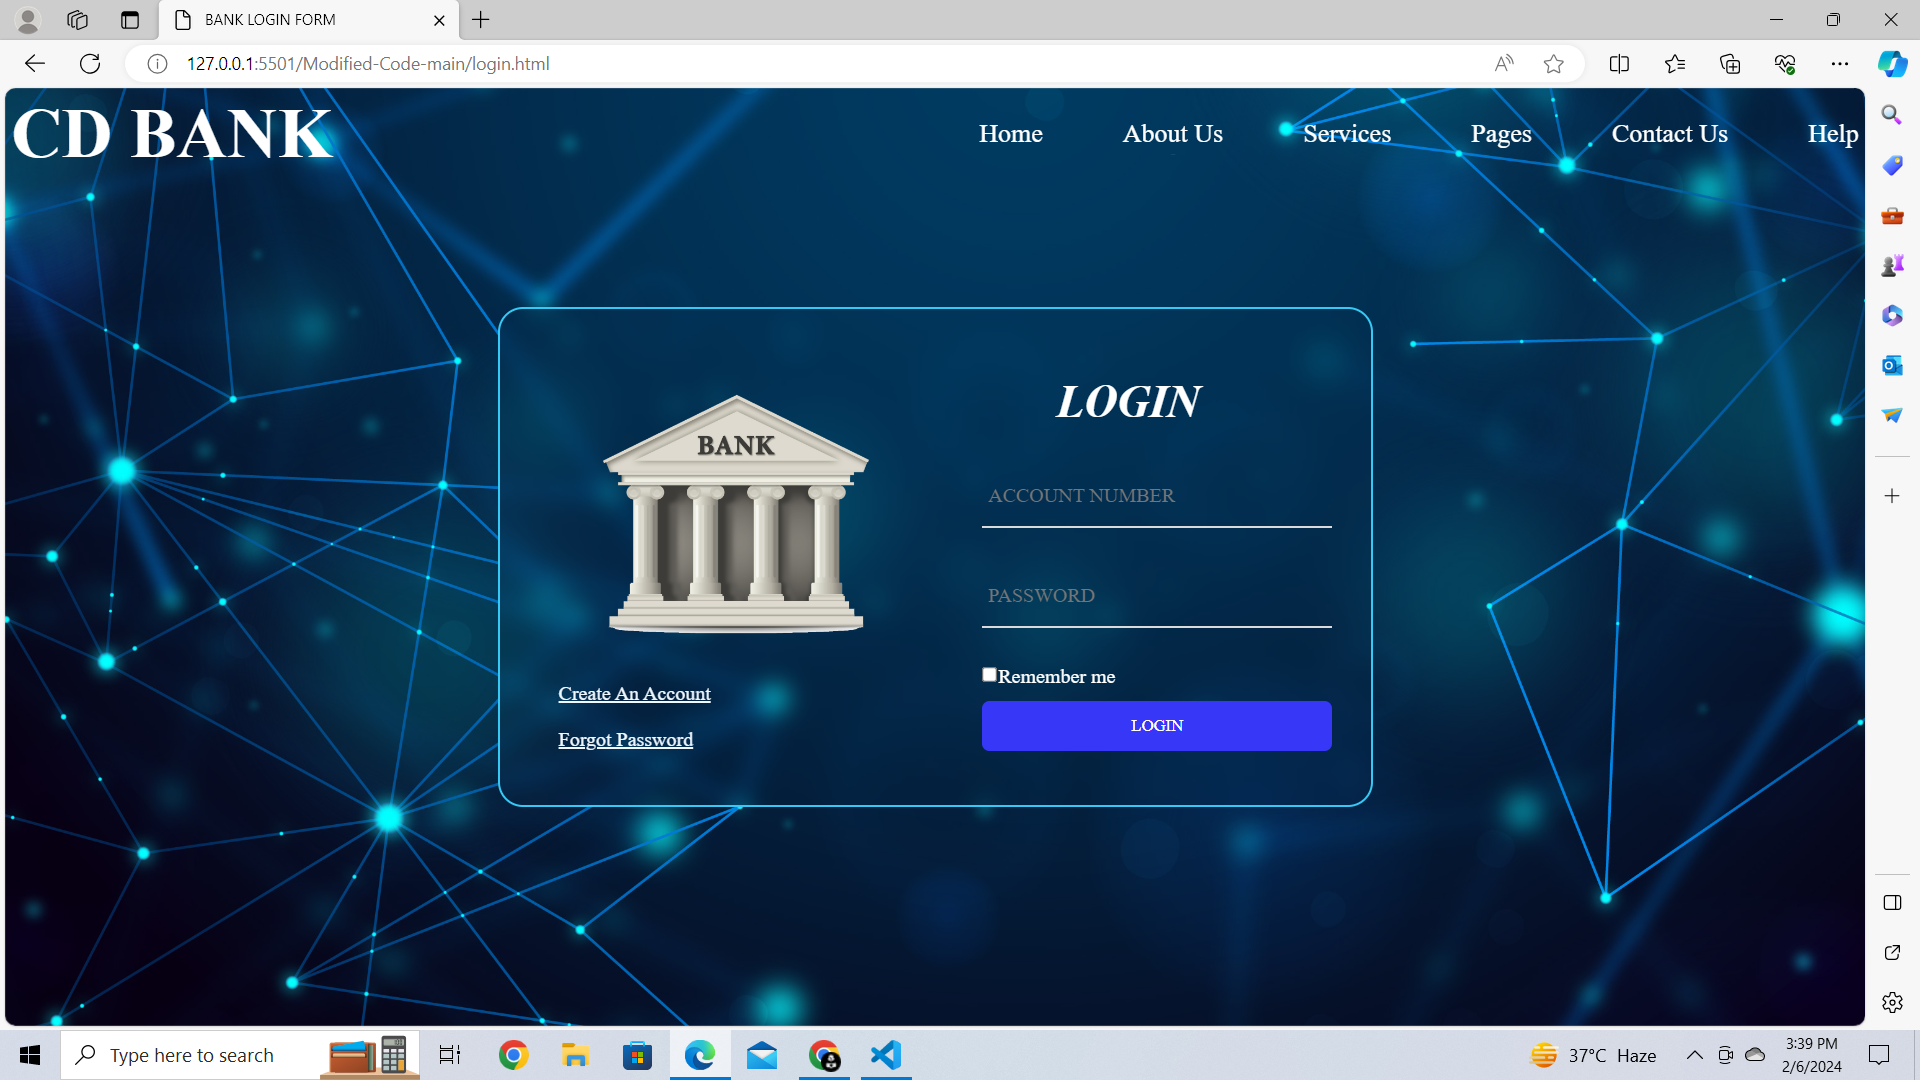 BANK LOGIN FORM
127.0.0.1:5501/Modified-Code-main/login.html
CD BANK
Home
About Us
Services
Pages
Contact Us
Help
BANK
LOGIN
ACCOUNT NUMBER
PASSWORD
Remember me
LOGIN
Create An Account
Forgot Password
Type here to search
37°C Haze
3:39 PM
2/6/2024